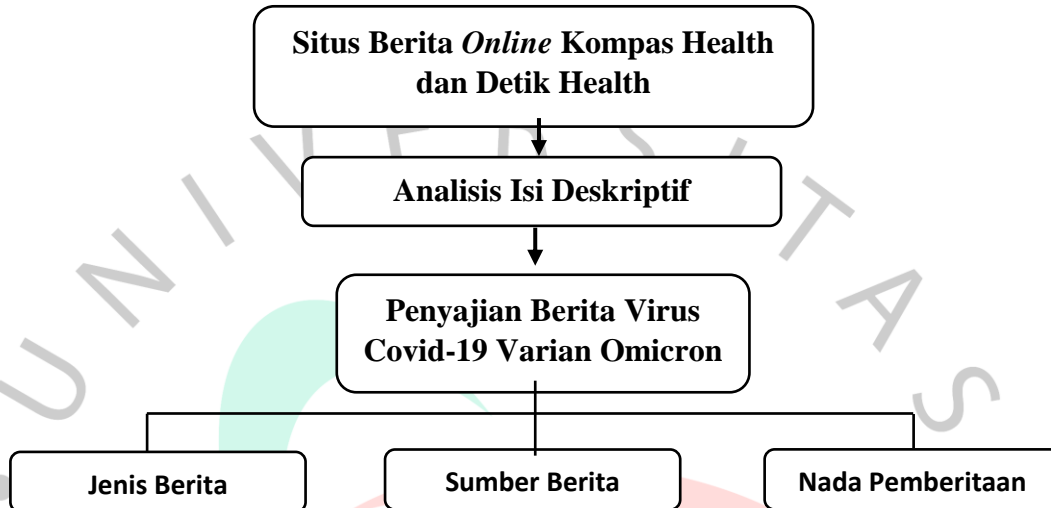 Situs Berita Online Kompas Health
dan Detik Health
Analisis Isi Deskriptif
Penyajian Berita Virus
Covid-19 Varian Omicron
Jenis Berita
Sumber Berita
Nada Pemberitaan
UNIVERSITAS